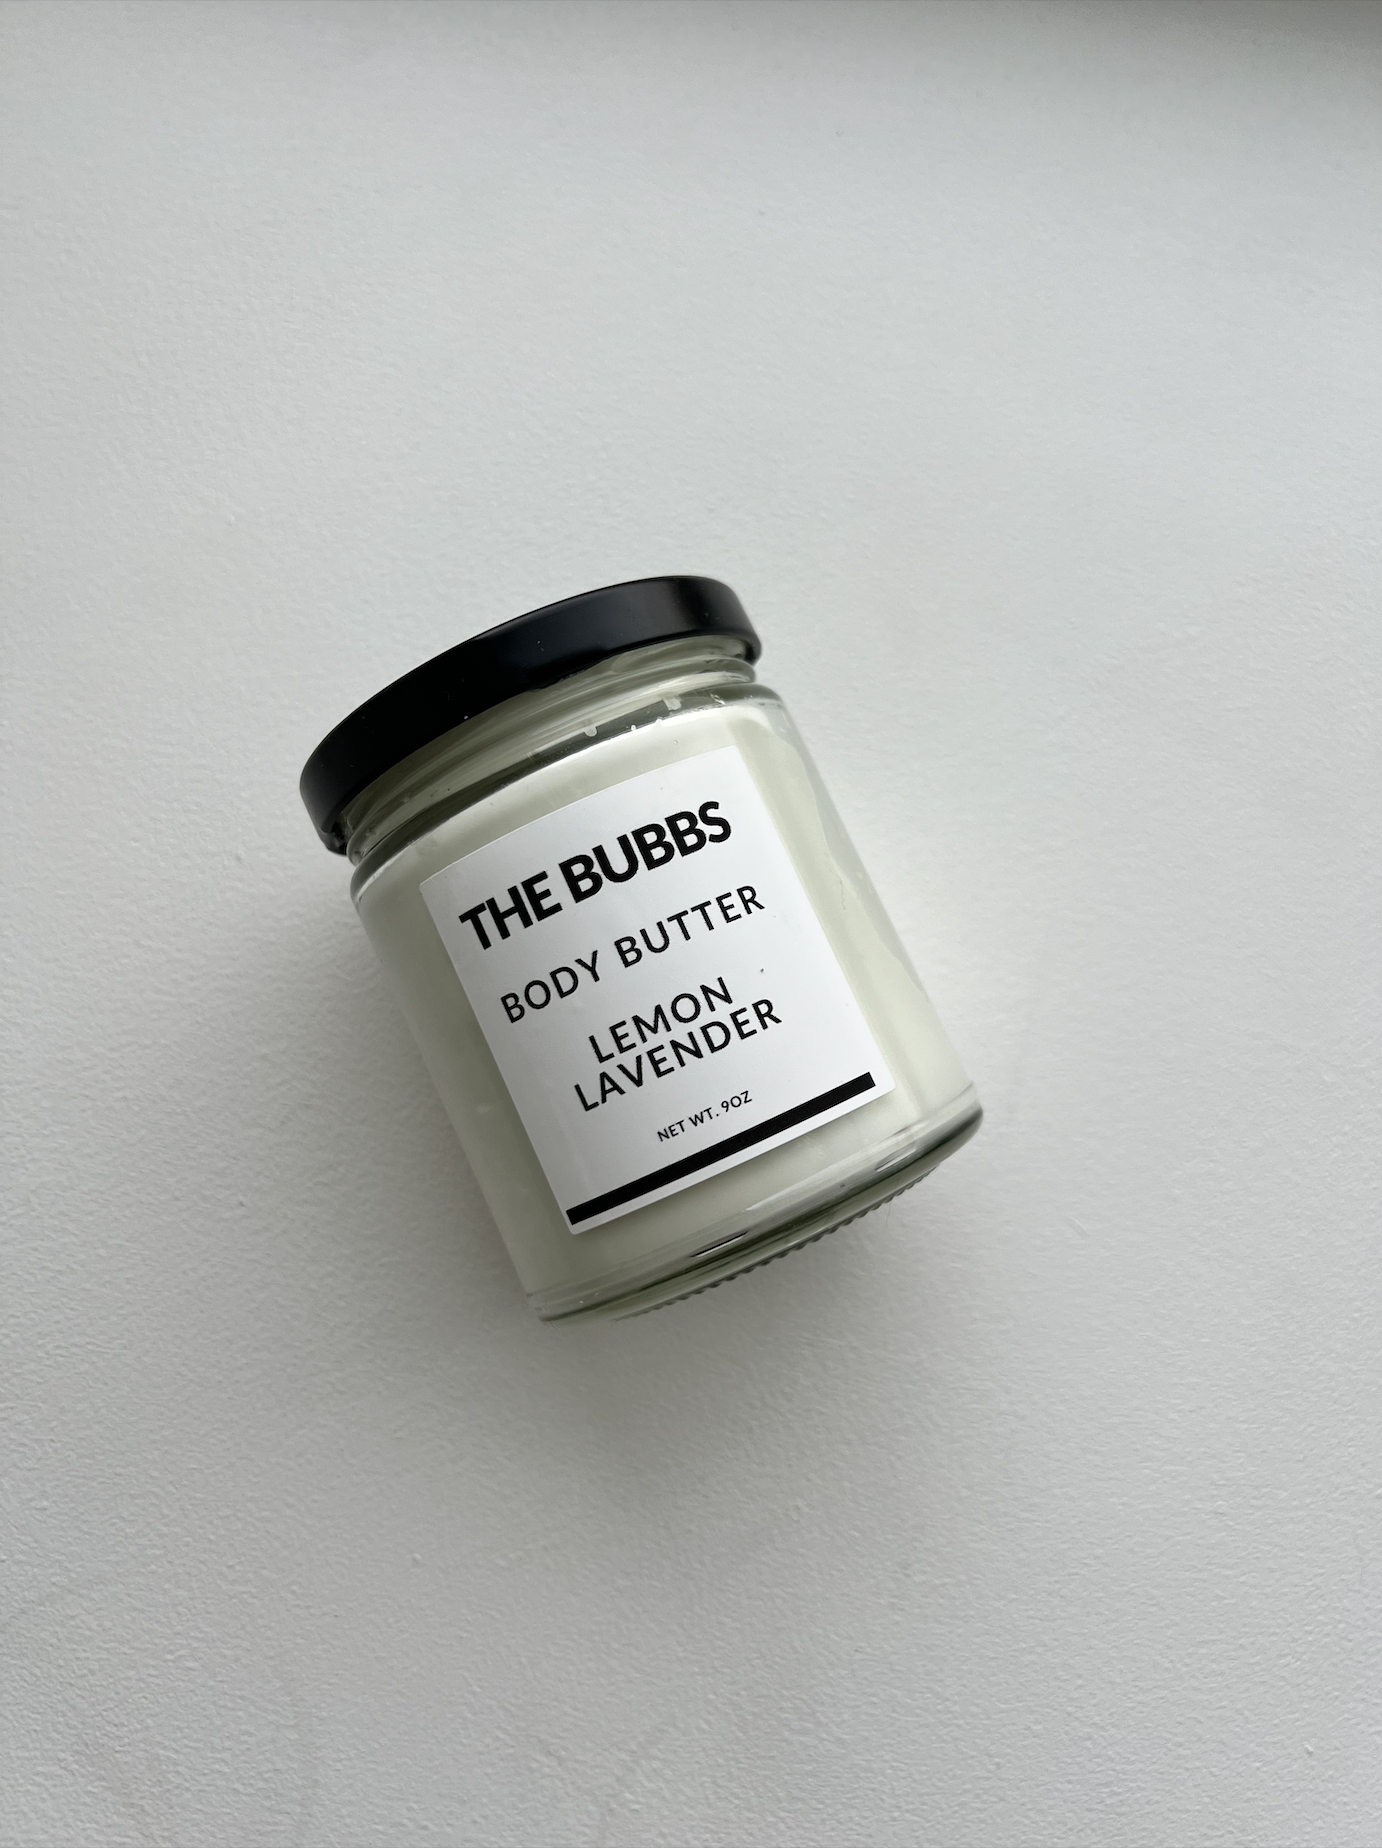 THE BUBBS
BODY BUTTER
LEMON
LAVENDER
NET WT. 9OZ